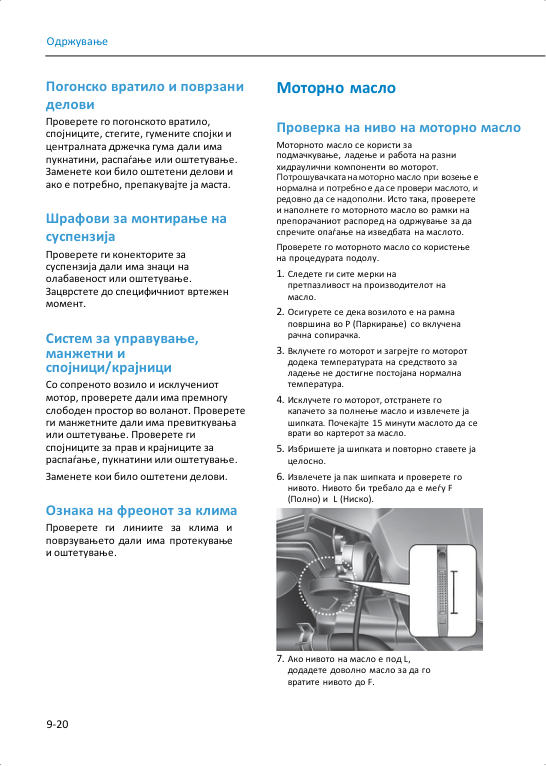 Одржување
Погонско вратило и поврзани
делови
Проверете го погонското вратило,
спојниците, стегите, гумените спојки и
централната држечка гума дали има
пукнатини, распаѓање или оштетување.
Заменете кои било оштетени делови и
ако е потребно, препакувајте ја маста.
Шрафови за монтирање на
суспензија
Проверете ги конекторите за
суспензија дали има знаци на
олабавеност или оштетување.
Зацврстете до специфичниот вртежен
момент.
Систем за управување,
манжетни и
спојници/крајници
Со сопреното возило и исклучениот
мотор, проверете дали има премногу
слободен простор во воланот. Проверете
ги манжетните дали има превиткувања
или оштетување. Проверете ги
спојниците за прав и крајниците за
распаѓање, пукнатини или оштетување.
Заменете кои било оштетени делови.
Ознака на фреонот за клима
Проверете ги линиите за клима и
поврзувањето дали има протекување
и оштетување.
Моторно масло
Проверка на ниво на моторно масло
Моторното масло се користи за
подмачкување, ладење и работа на разни
хидраулични компоненти во моторот.
Потрошувачката на моторно масло при возење е
нормална и потребно е да се провери маслото, и
редовно да се надополни. Исто така, проверете
и наполнете го моторното масло во рамки на
препорачаниот распоред на одржување за да
спречите опаѓање на изведбата на маслото.
Проверете го моторното масло со користење
на процедурата подолу.
1. Следете ги сите мерки на
претпазливост на производителот на
масло.
2. Осигурете се дека возилото е на рамна
површина во P (Паркирање) со вклучена
рачна сопирачка.
3. Вклучете го моторот и загрејте го моторот
додека температурата на средството за
ладење не достигне постојана нормална
температура.
4. Исклучете го моторот, отстранете го
капачето за полнење масло и извлечете ја
шипката. Почекајте 15 минути маслото да се
врати во картерот за масло.
5. Избришете ја шипката и повторно ставете ја
целосно.
6. Извлечете ја пак шипката и проверете го
нивото. Нивото би требало да е меѓу F
(Полно) и L (Ниско).
7. Ако нивото на масло е под L,
додадете доволно масло за да го
вратите нивото до F.
9-20